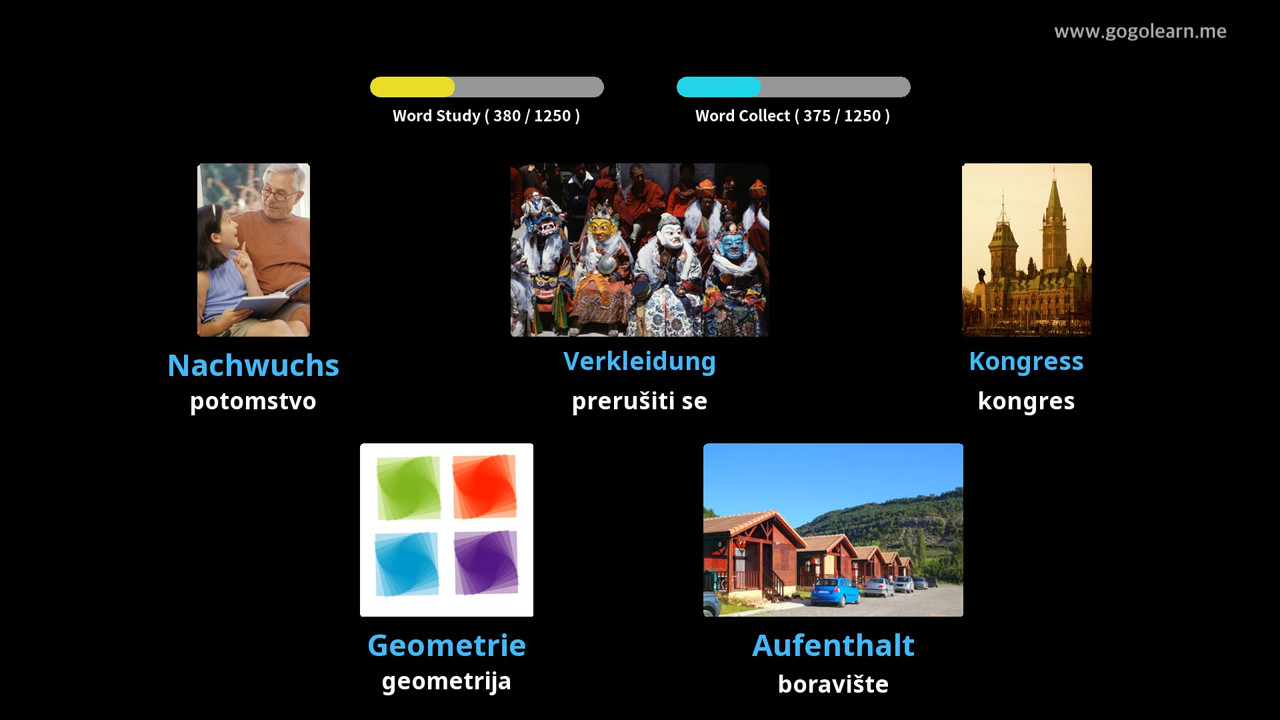 www.gogolearn.me
Word Study ( 380 / 1250 )
Word Collect ( 375 / 1250 )
Nachwuchs
potomstvo
Verkleidung
prerušiti se
Kongress
kongres
Geometrie
geometrija
Aufenthalt
boravište